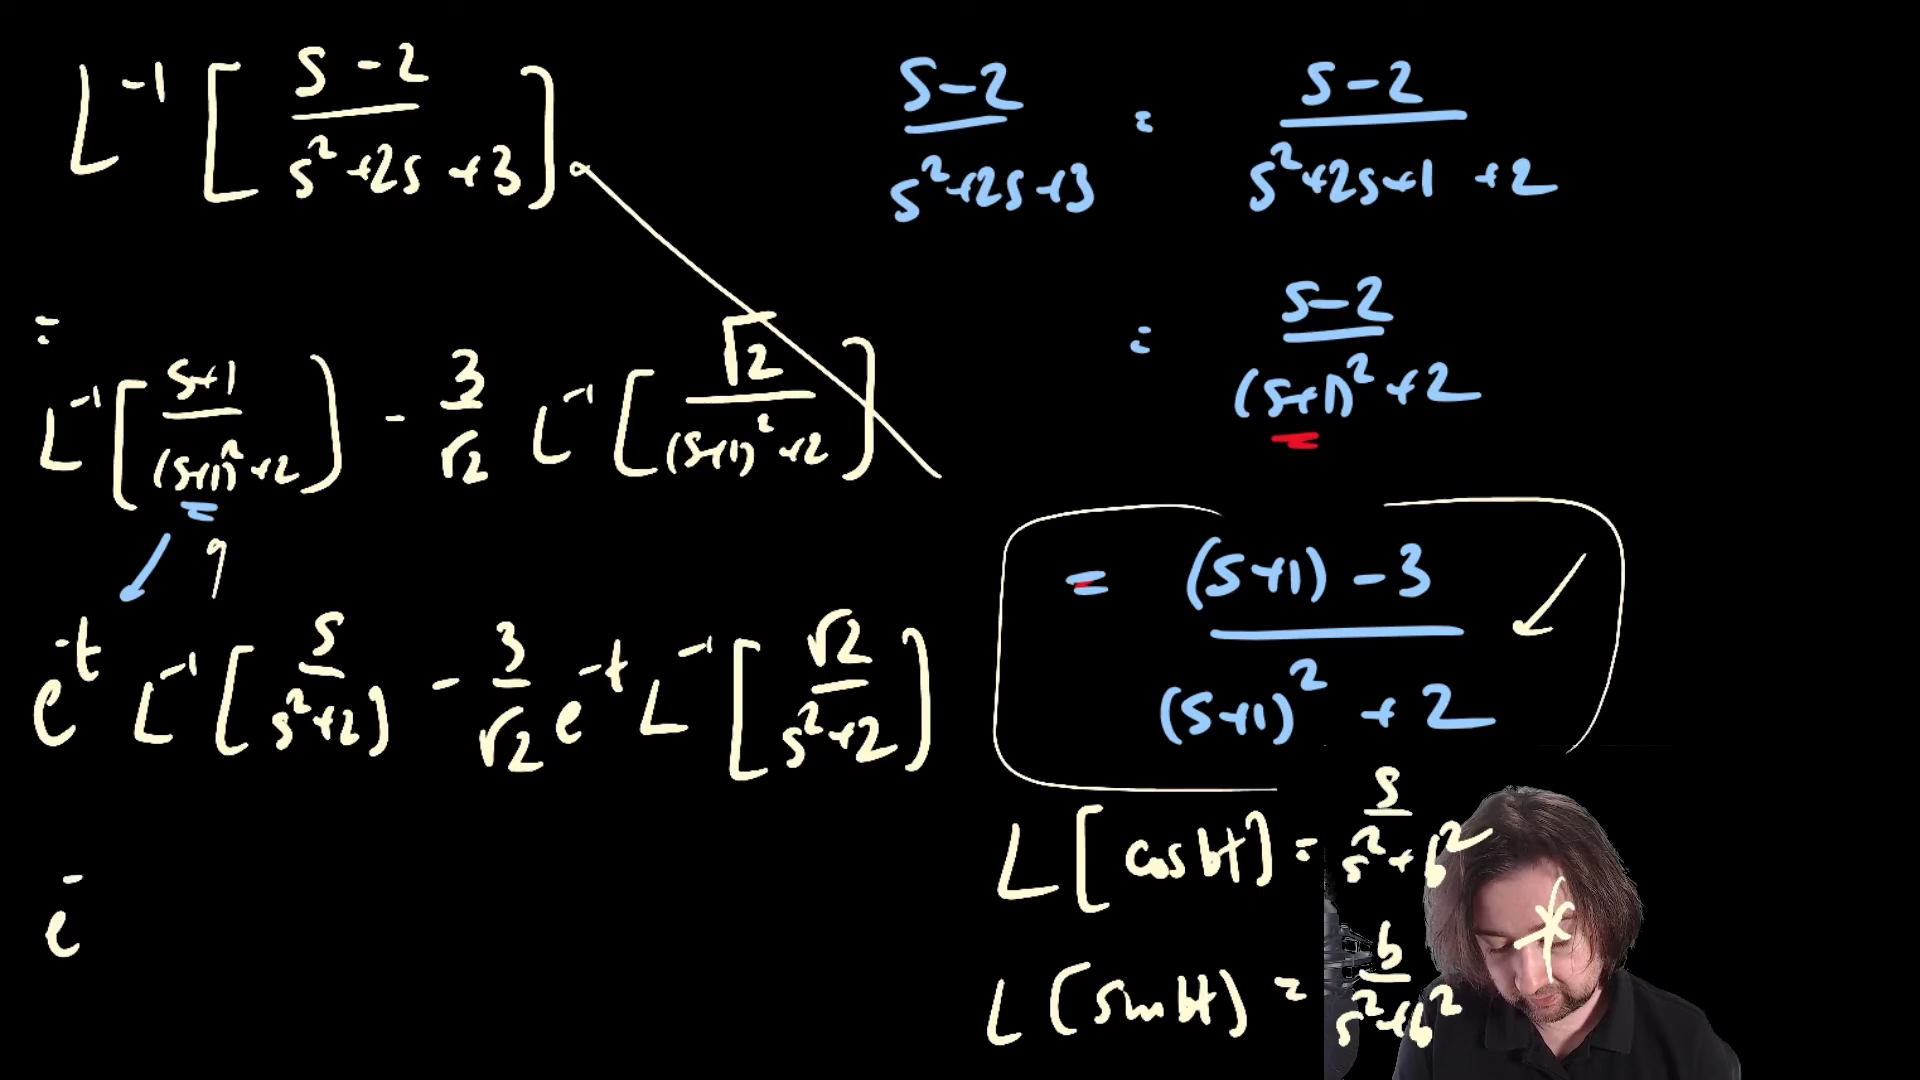 L⁻¹ [ (s-2)/(s²+2s+3) ].
= L⁻¹ [ (s+1)/((s+1)²+2) ] - 3/√2 L⁻¹ [ √2/((s+1)²+2) ]
e^-t L⁻¹ [ s/(s²+2) ] - 3/√2 e^-t L⁻¹ [ √2/(s²+2) ]
e^-
(s-2)/(s²+2s+3) = (s-2)/(s²+2s+1 +2)
= (s-2)/((s+1)²+2)
= ((s+1) - 3)/((s+1)² + 2)
L [cos bt] = s/(s²+b²)
L (sin bt) = b/(s²+b²)